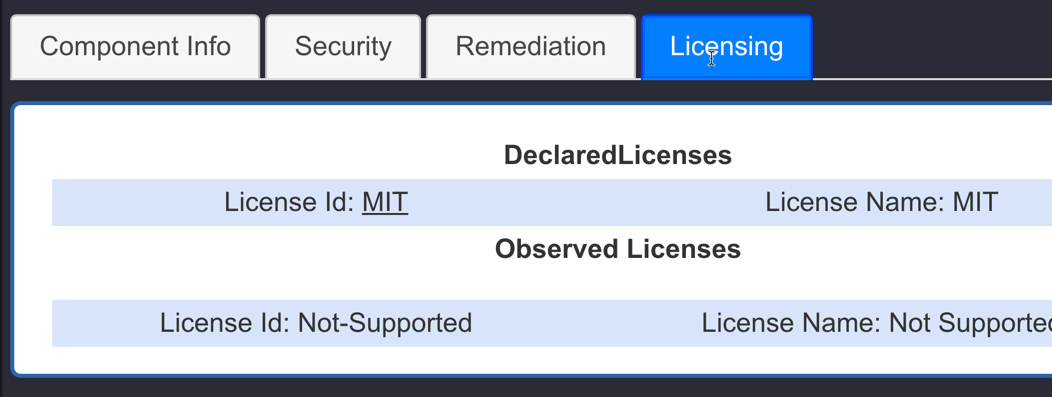 Component Info Security Remediation Licensing
DeclaredLicenses
License Id: MIT License Name: MIT
Observed Licenses
License Id: Not-Supported License Name: Not Supported